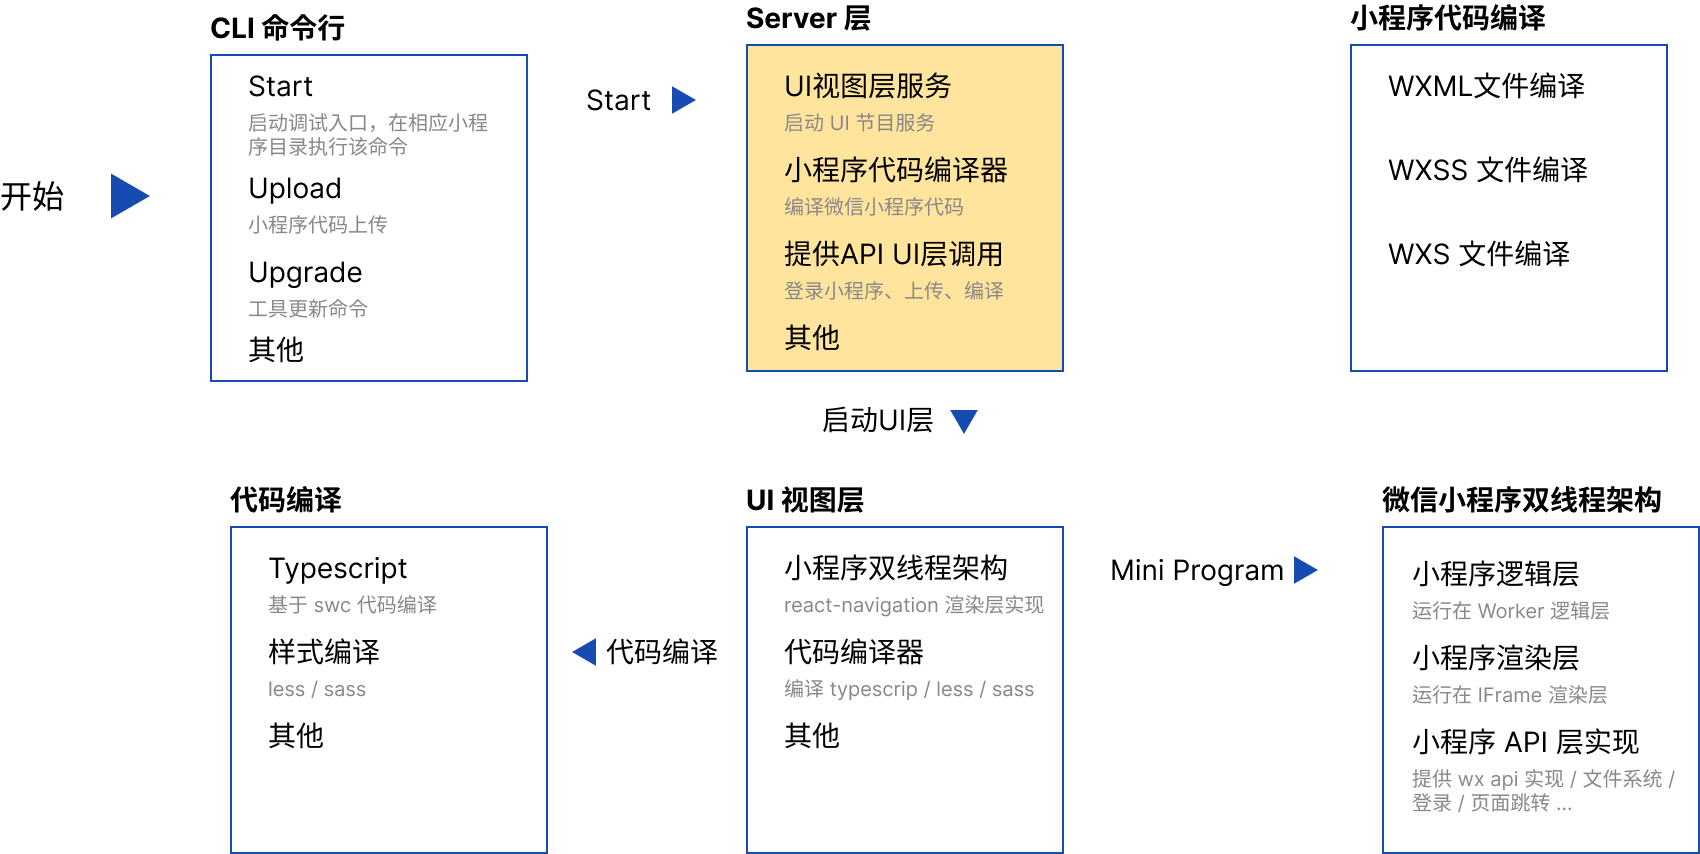 开始
CLI 命令行
Start
启动调试入口，在相应小程
序目录执行该命令
Upload
小程序代码上传
Upgrade
工具更新命令
其他
Start
Server 层
UI视图层服务
启动 UI 节目服务
小程序代码编译器
编译微信小程序代码
提供API UI层调用
登录小程序、上传、编译
其他
小程序代码编译
WXML文件编译
WXSS 文件编译
WXS 文件编译
启动UI层
代码编译
Typescript
基于 swc 代码编译
样式编译
less / sass
其他
代码编译
UI 视图层
小程序双线程架构
react-navigation 渲染层实现
代码编译器
编译 typescrip / less / sass
其他
Mini Program
微信小程序双线程架构
小程序逻辑层
运行在 Worker 逻辑层
小程序渲染层
运行在 IFrame 渲染层
小程序 API 层实现
提供 wx api 实现 / 文件系统 /
登录 / 页面跳转 ...